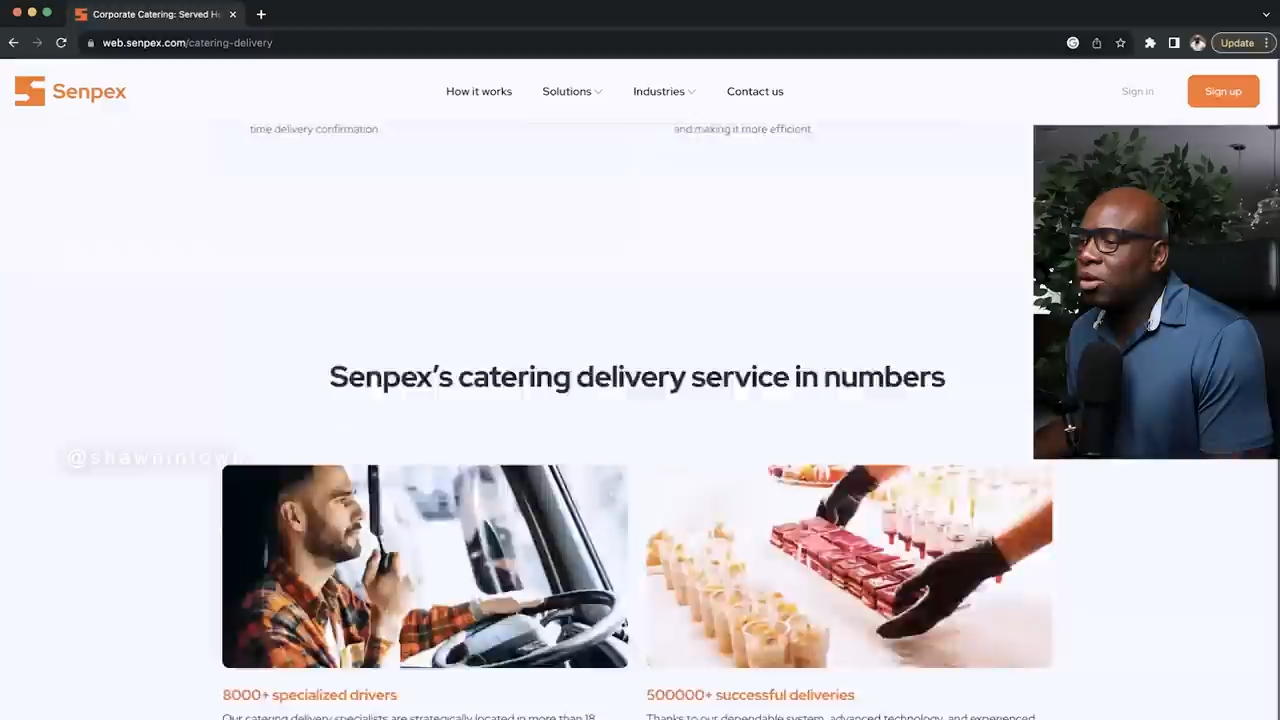 Corporate Catering: Served H
web.senpex.com/catering-delivery
Update
Senpex
How it works
Solutions
Industries
Contact us
Sign in
Sign up
time delivery confirmation
and making it more efficient.
Senpex's catering delivery service in numbers
@shawnintown
8000+ specialized drivers
500000+ successful deliveries
Our catering delivery specialists are strategically located in more than 18
Thanks to our dependable system, advanced technology, and experienced